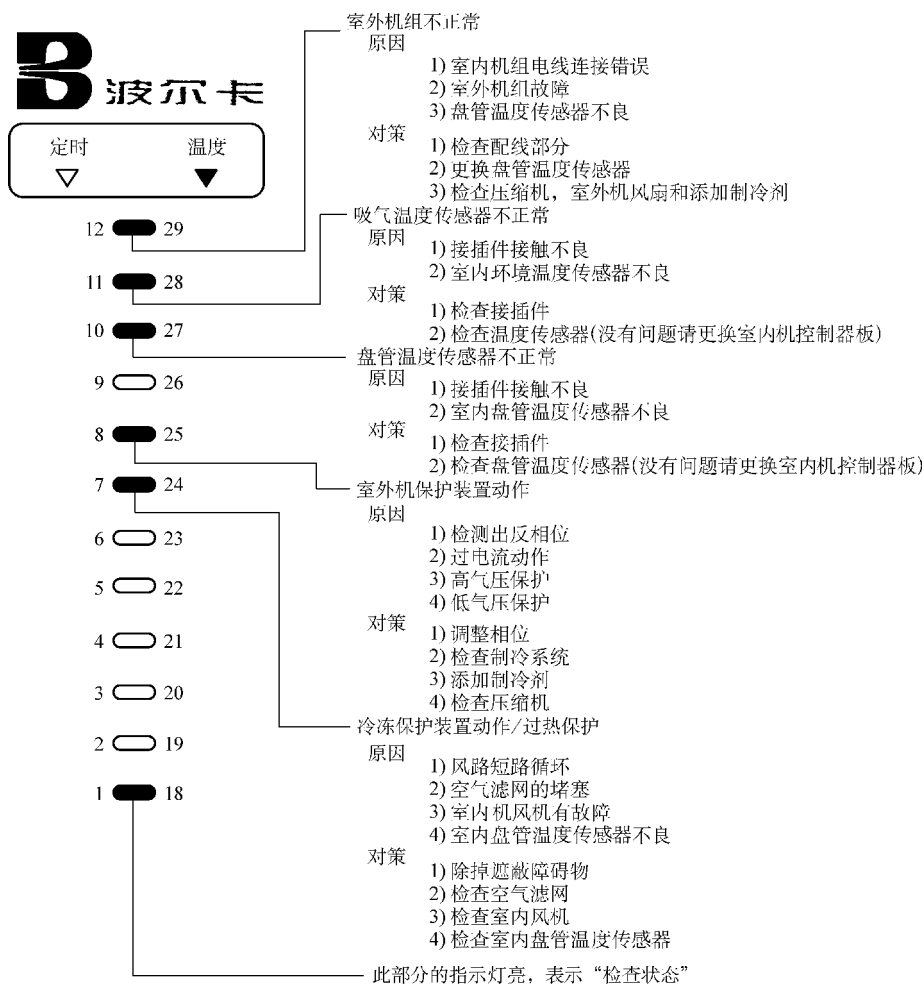 波尔卡
定时 温度
12 29
11 28
10 27
9 26
8 25
7 24
6 23
5 22
4 21
3 20
2 19
1 18
室外机组不正常
原因
1) 室内机组电线连接错误
2) 室外机组故障
3) 盘管温度传感器不良
对策
1) 检查配线部分
2) 更换盘管温度传感器
3) 检查压缩机，室外机风扇和添加制冷剂
吸气温度传感器不正常
原因
1) 接插件接触不良
2) 室内环境温度传感器不良
对策
1) 检查接插件
2) 检查温度传感器(没有问题请更换室内机控制器板)
盘管温度传感器不正常
原因
1) 接插件接触不良
2) 室内盘管温度传感器不良
对策
1) 检查接插件
2) 检查盘管温度传感器(没有问题请更换室内机控制器板)
室外机保护装置动作
原因
1) 检测出反相位
2) 过电流动作
3) 高气压保护
4) 低气压保护
对策
1) 调整相位
2) 检查制冷系统
3) 添加制冷剂
4) 检查压缩机
冷冻保护装置动作/过热保护
原因
1) 风路短路循环
2) 空气滤网的堵塞
3) 室内机风机有故障
4) 室内盘管温度传感器不良
对策
1) 除掉遮蔽障碍物
2) 检查空气滤网
3) 检查室内风机
4) 检查室内盘管温度传感器
此部分的指示灯亮，表示“检查状态”